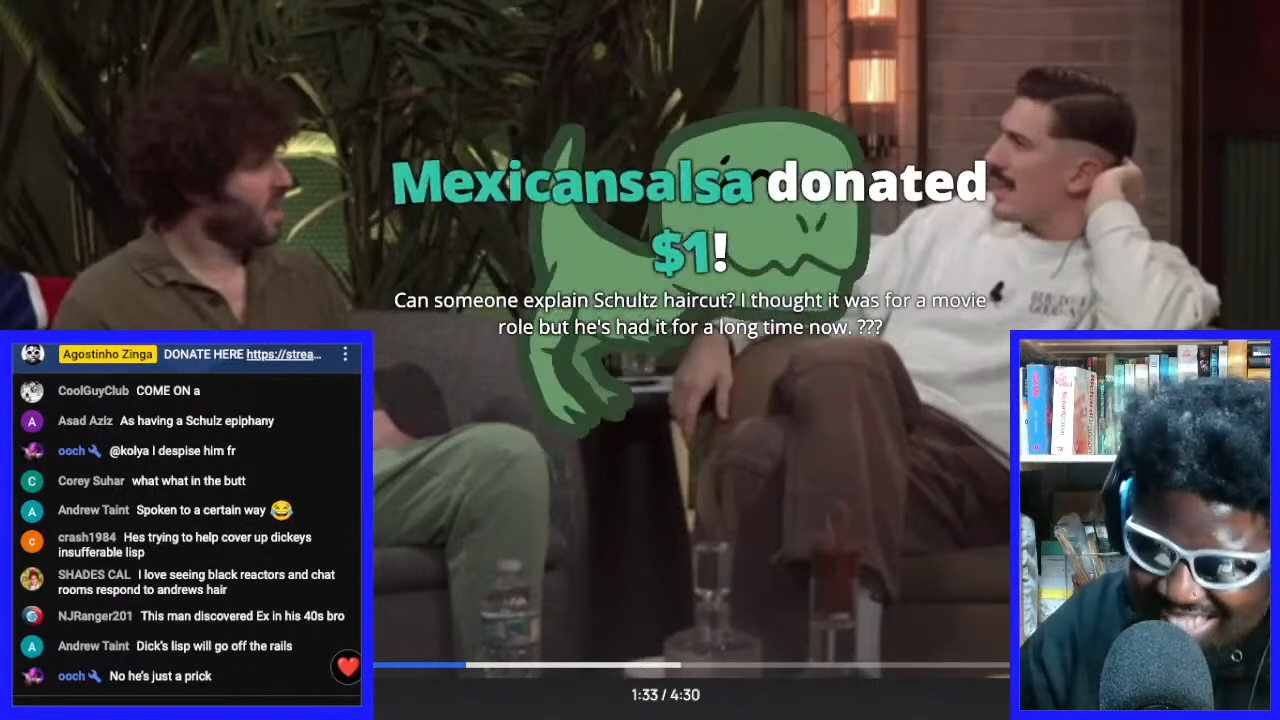 Mexicansalsa donated
$1!
Can someone explain Schultz haircut? I thought it was for a movie
role but he's had it for a long time now. ???
Agostinho Zinga DONATE HERE https://strea...
CoolGuyClub COME ON a
A Asad Aziz As having a Schulz epiphany
ooch @kolya I despise him fr
C Corey Suhar what what in the butt
A Andrew Taint Spoken to a certain way 😂
c crash1984 Hes trying to help cover up dickeys
insufferable lisp
SHADES CAL I love seeing black reactors and chat
rooms respond to andrews hair
NJRanger201 This man discovered Ex in his 40s bro
A Andrew Taint Dick's lisp will go off the rails
ooch No he's just a prick
1:33 / 4:30